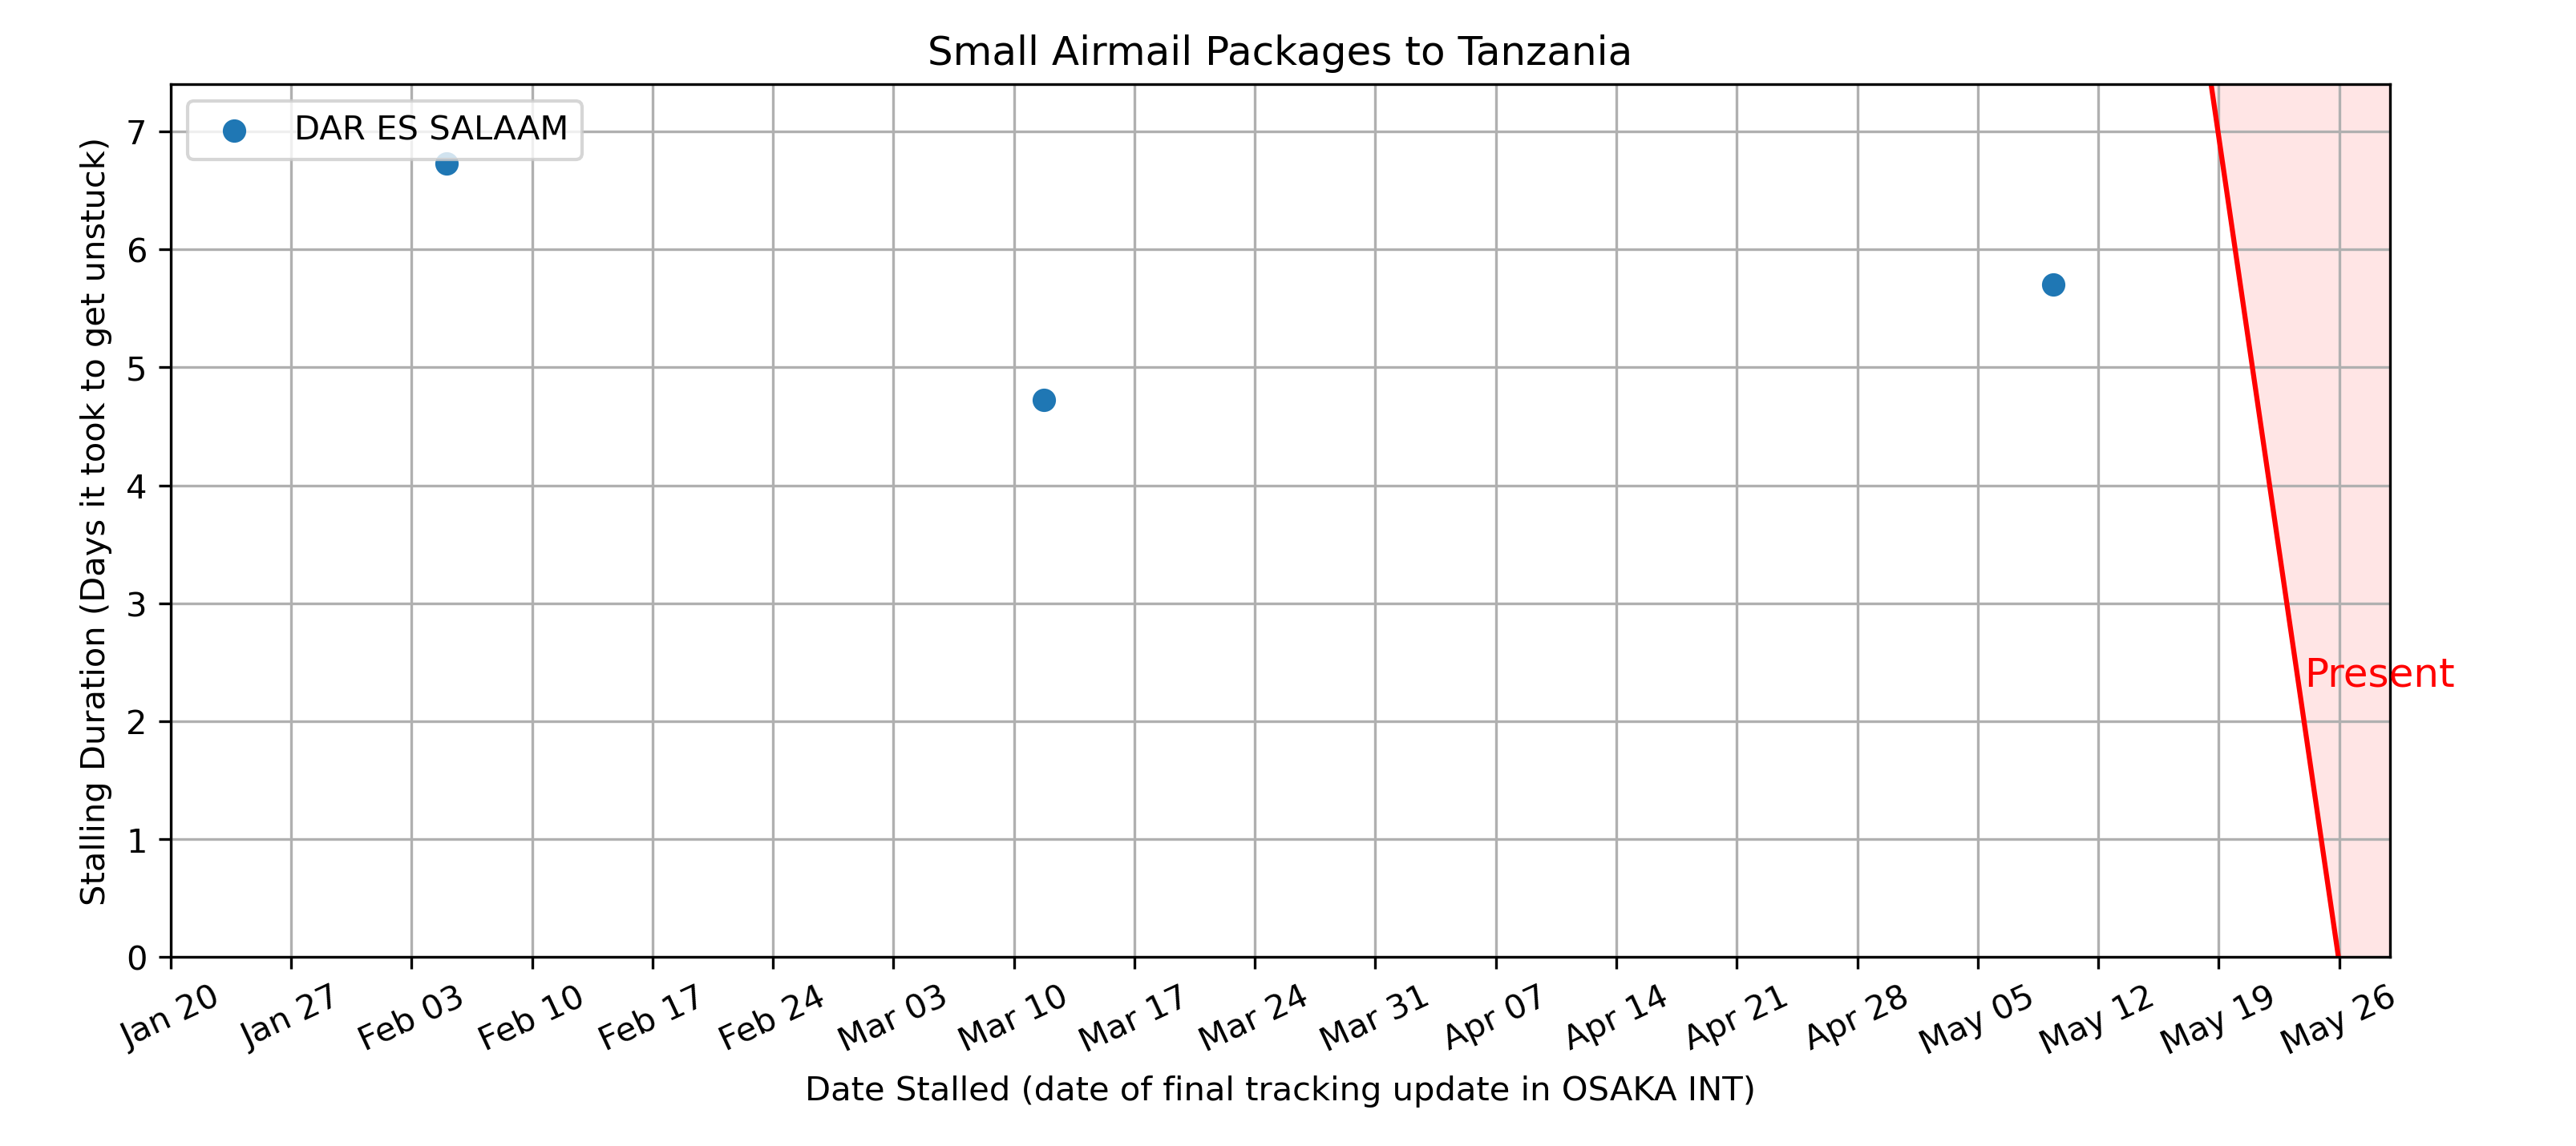 Small Airmail Packages to Tanzania
DAR ES SALAAM
Stalling Duration (Days it took to get unstuck)
7
6
5
4
3
2
1
0
Present
Jan 20
Jan 27
Feb 03
Feb 10
Feb 17
Feb 24
Mar 03
Mar 10
Mar 17
Mar 24
Mar 31
Apr 07
Apr 14
Apr 21
Apr 28
May 05
May 12
May 19
May 26
Date Stalled (date of final tracking update in OSAKA INT)